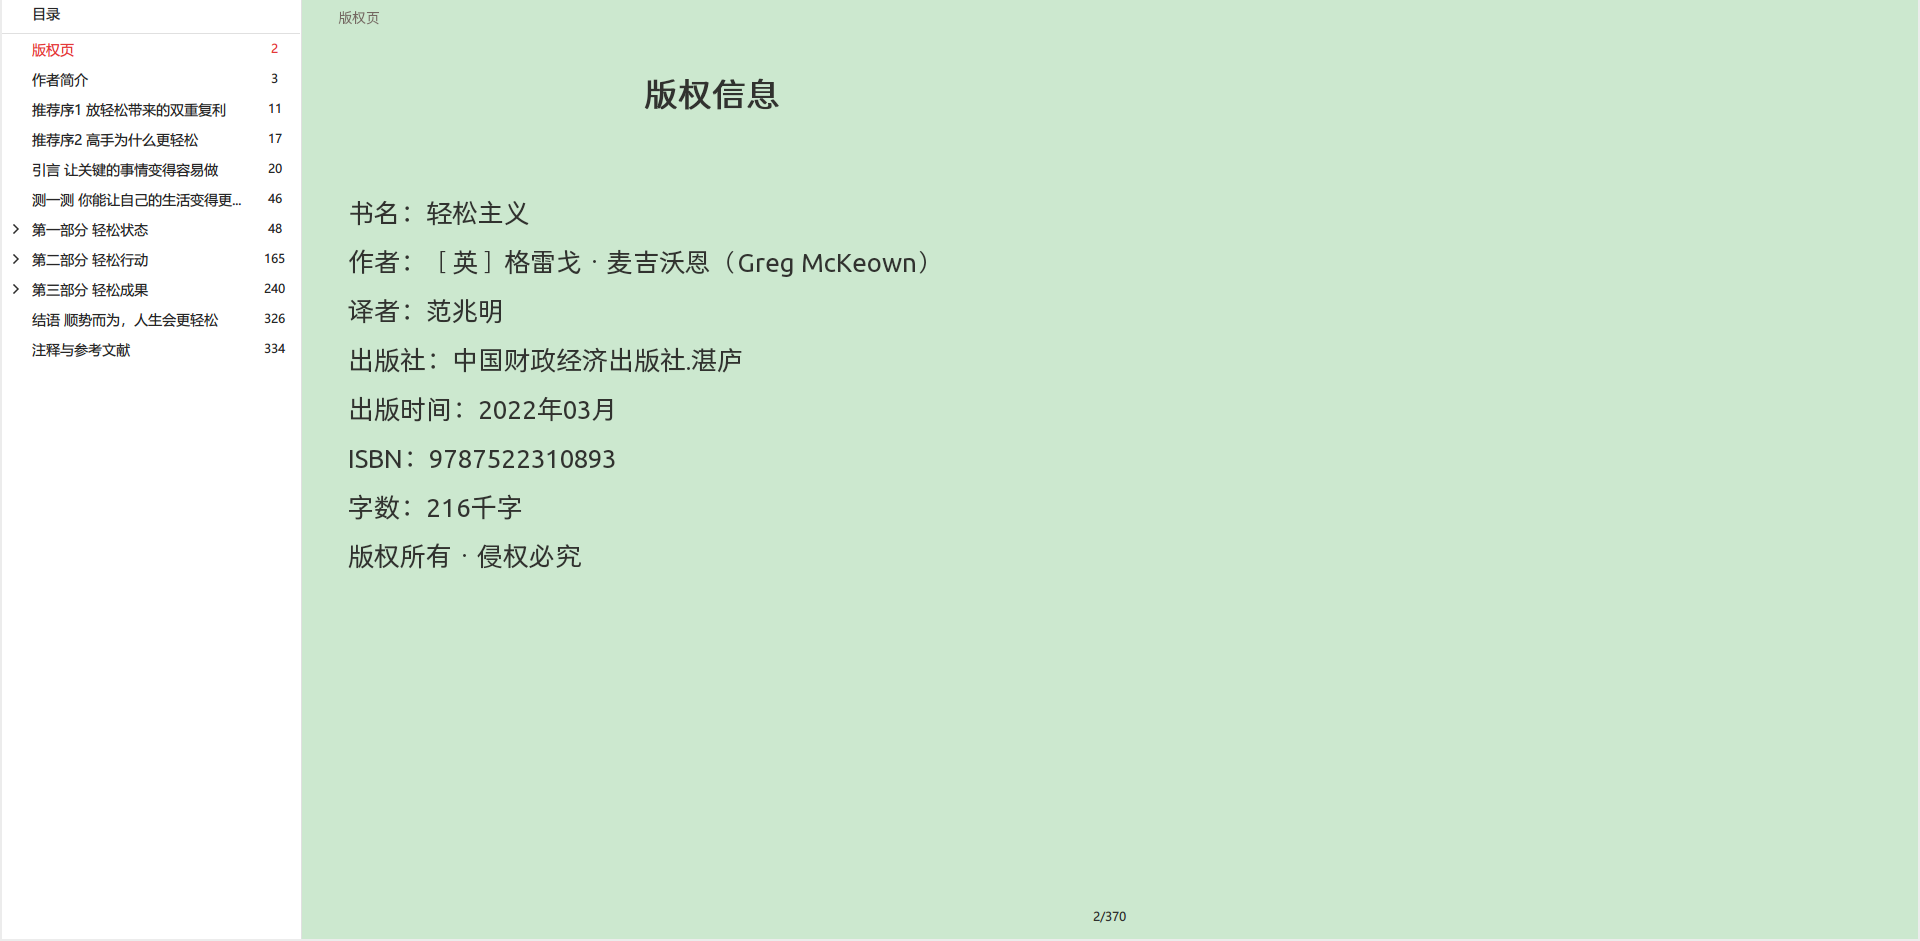 目录
版权页 2
作者简介 3
推荐序1 放轻松带来的双重复利 11
推荐序2 高手为什么更轻松 17
引言 让关键的事情变得容易做 20
测一测 你能让自己的生活变得更... 46
第一部分 轻松状态 48
第二部分 轻松行动 165
第三部分 轻松成果 240
结语 顺势而为，人生会更轻松 326
注释与参考文献 334
版权页
版权信息
书名：轻松主义
作者：［英］格雷戈·麦吉沃恩（Greg McKeown）
译者：范兆明
出版社：中国财政经济出版社.湛庐
出版时间：2022年03月
ISBN：9787522310893
字数：216千字
版权所有·侵权必究
2/370